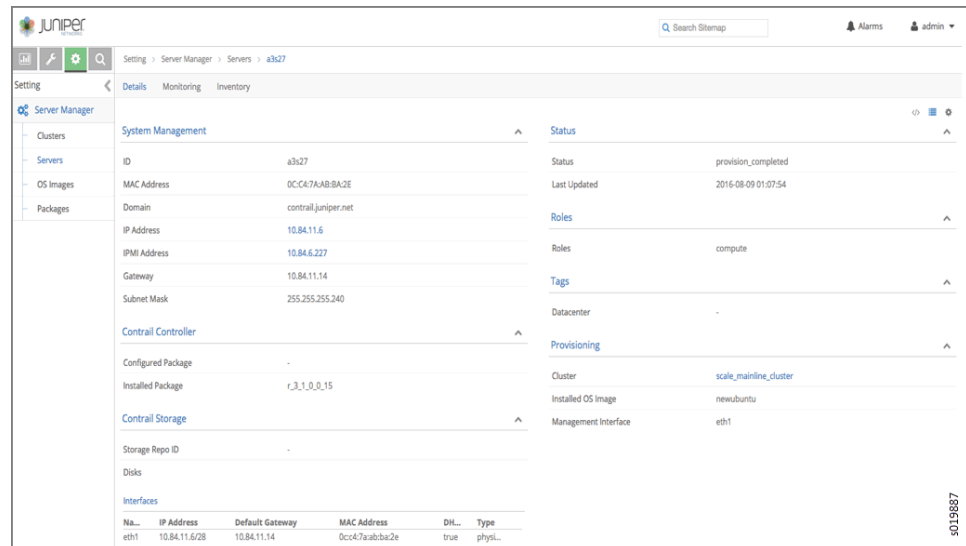 JUNIPER
NETWORKS
Search Sitemap
Alarms
admin
Setting > Server Manager > Servers > a3s27
Setting
Details Monitoring Inventory
Server Manager
Clusters
Servers
OS Images
Packages
System Management
ID a3s27
MAC Address 0C:C4:7A:AB:BA:2E
Domain contrail.juniper.net
IP Address 10.84.11.6
IPMI Address 10.84.6.227
Gateway 10.84.11.14
Subnet Mask 255.255.255.240
Contrail Controller
Configured Package -
Installed Package r_3_1_0_0_15
Contrail Storage
Storage Repo ID -
Disks
Interfaces
Na... IP Address Default Gateway MAC Address DH... Type
eth1 10.84.11.6/28 10.84.11.14 0c:c4:7a:ab:ba:2e true physi...
Status
Status provision_completed
Last Updated 2016-08-09 01:07:54
Roles
Roles compute
Tags
Datacenter -
Provisioning
Cluster scale_mainline_cluster
Installed OS Image newubuntu
Management Interface eth1
s019887